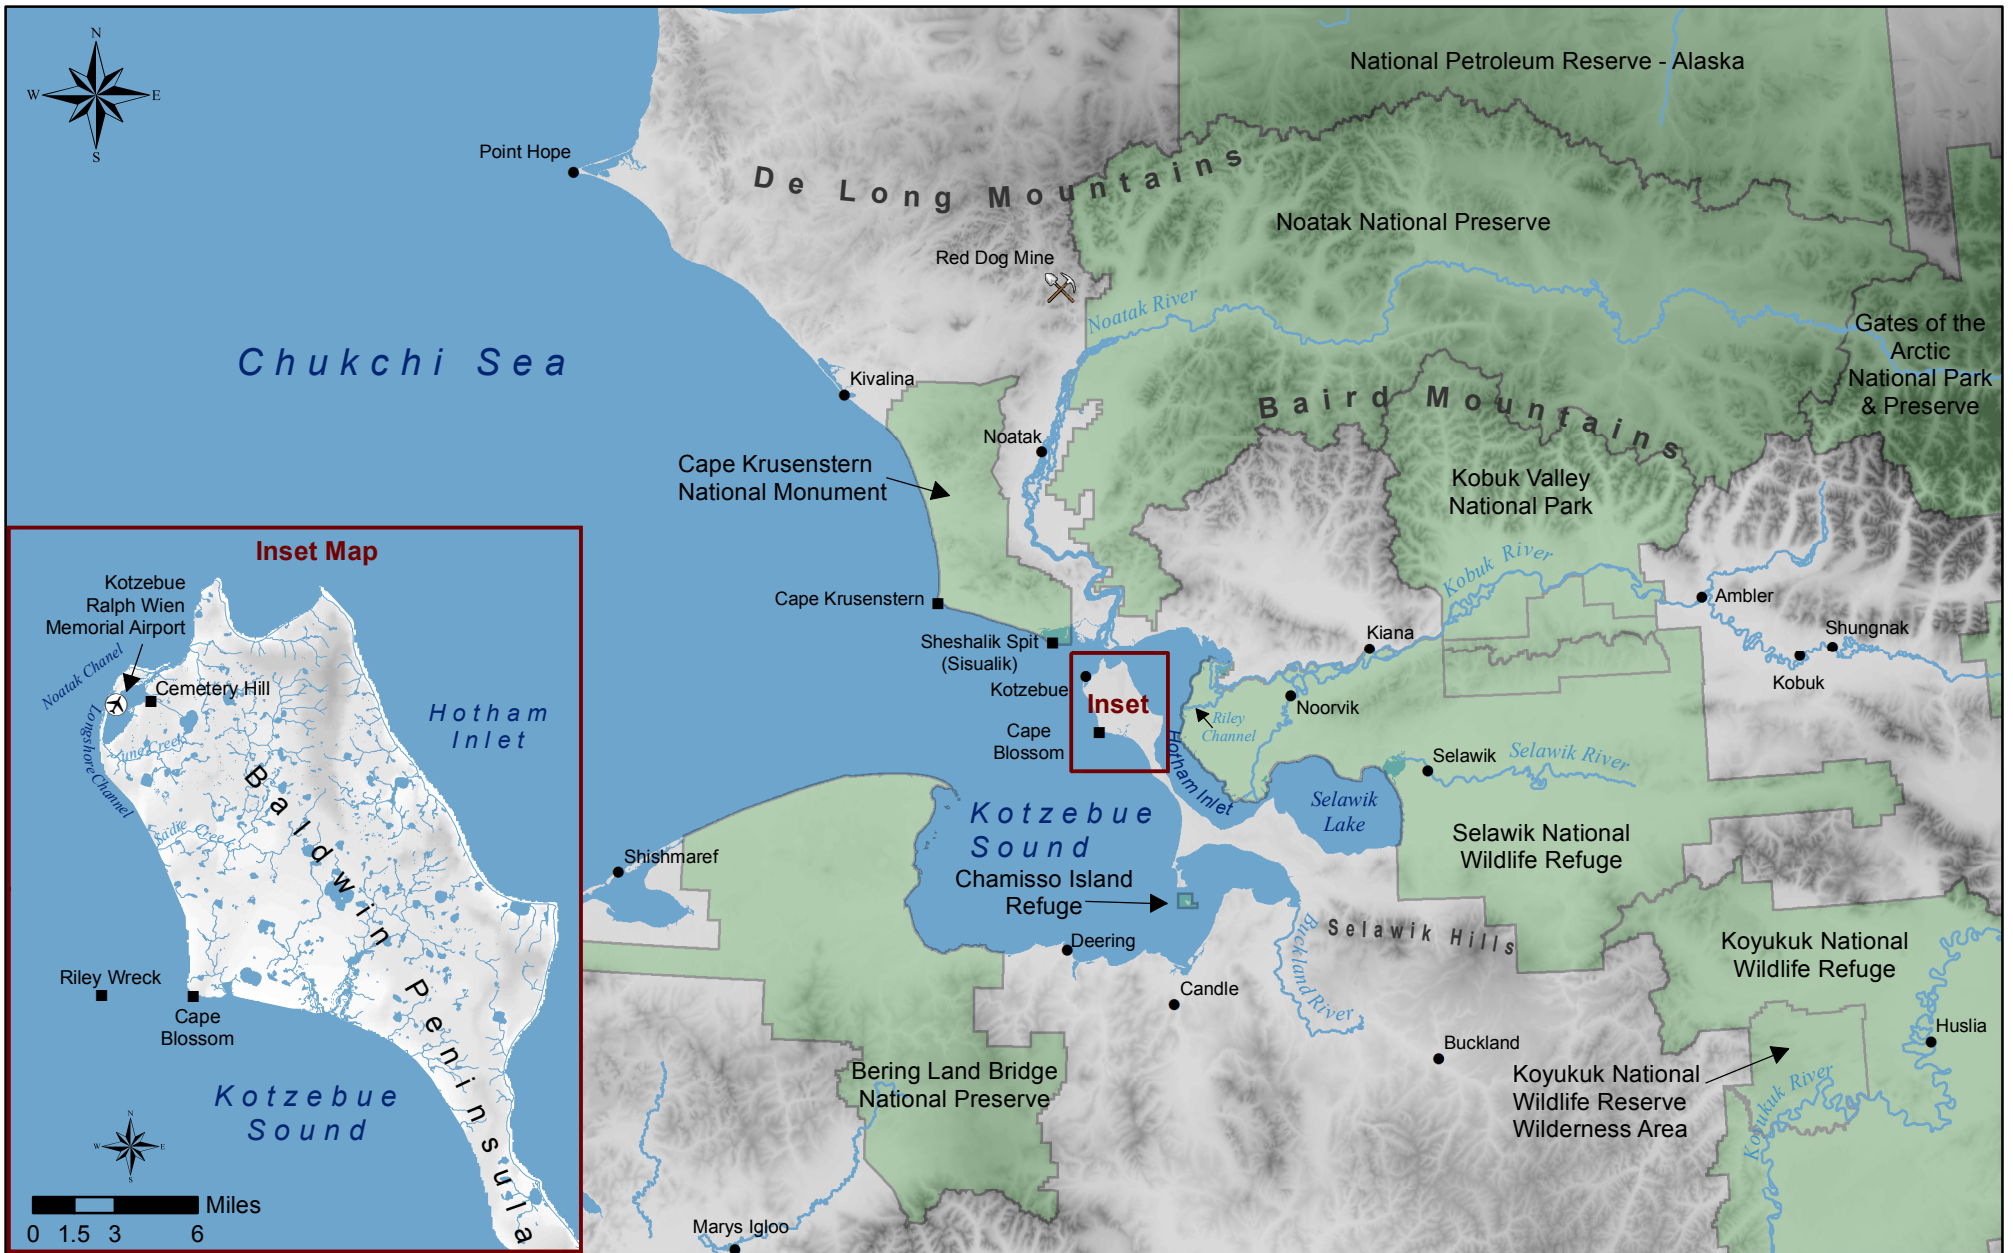 N
W
E
S
National Petroleum Reserve - Alaska
Point Hope
De Long Mountains
Noatak National Preserve
Red Dog Mine
Noatak River
Gates of the
Arctic
National Park
& Preserve
Chukchi Sea
Kivalina
Baird Mountains
Noatak
Cape Krusenstern
National Monument
Kobuk Valley
National Park
Kobuk River
Cape Krusenstern
Ambler
Sheshalik Spit
(Sisualik)
Kiana
Shungnak
Kotzebue
Kobuk
Inset
Noorvik
Riley
Channel
Cape
Blossom
Hotham Inlet
Selawik
Selawik River
Selawik
Lake
Kotzebue
Sound
Selawik National
Wildlife Refuge
Shishmaref
Chamisso Island
Refuge
Buckland River
Selawik Hills
Deering
Koyukuk National
Wildlife Refuge
Candle
Huslia
Buckland
Bering Land Bridge
National Preserve
Koyukuk National
Wildlife Reserve
Wilderness Area
Koyukuk River
Marys Igloo
Inset Map
Kotzebue
Ralph Wien
Memorial Airport
Noatak Chanel
Cemetery Hill
Longshore Channel
Hotham
Inlet
Baldwin Peninsula
Sadie Cree
Riley Wreck
Cape
Blossom
Kotzebue
Sound
N
W
E
S
Miles
0 1.5 3 6